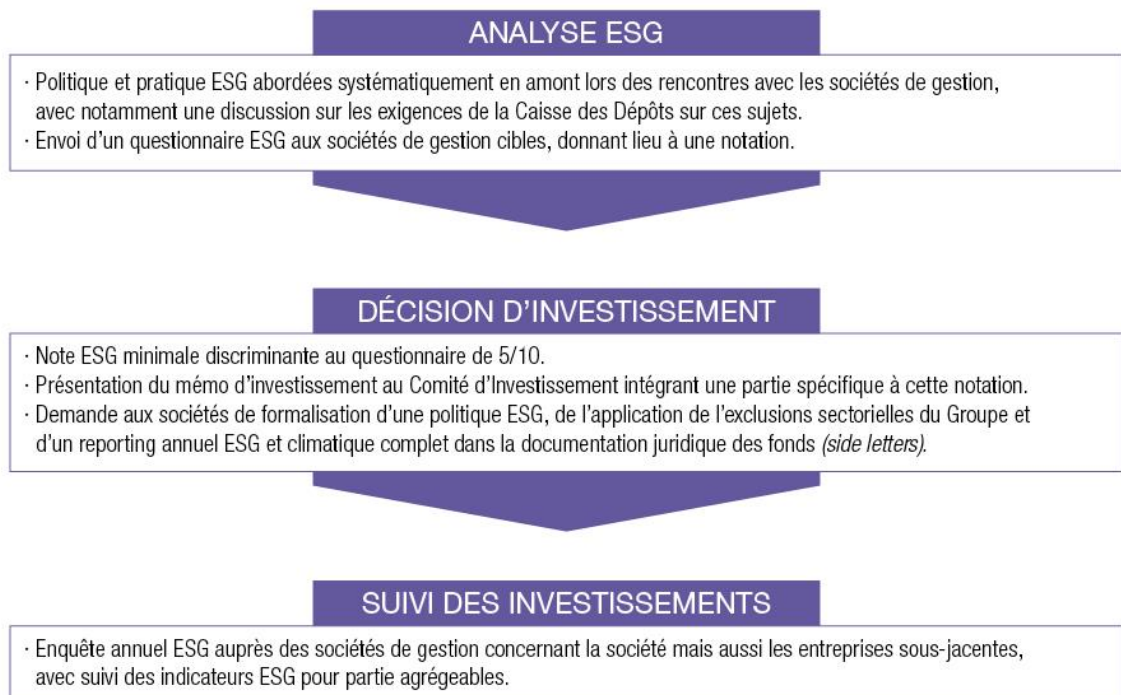 ANALYSE ESG
· Politique et pratique ESG abordées systématiquement en amont lors des rencontres avec les sociétés de gestion,
avec notamment une discussion sur les exigences de la Caisse des Dépôts sur ces sujets.
· Envoi d’un questionnaire ESG aux sociétés de gestion cibles, donnant lieu à une notation.
DÉCISION D’INVESTISSEMENT
· Note ESG minimale discriminante au questionnaire de 5/10.
· Présentation du mémo d’investissement au Comité d’Investissement intégrant une partie spécifique à cette notation.
· Demande aux sociétés de formalisation d’une politique ESG, de l’application de l’exclusions sectorielles du Groupe et
d’un reporting annuel ESG et climatique complet dans la documentation juridique des fonds (side letters).
SUIVI DES INVESTISSEMENTS
· Enquête annuel ESG auprès des sociétés de gestion concernant la société mais aussi les entreprises sous-jacentes,
avec suivi des indicateurs ESG pour partie agrégeables.